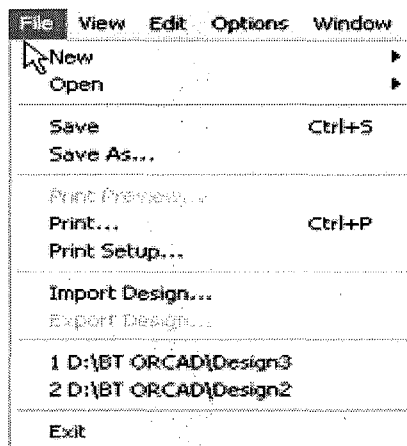 File View Edit Options Window
New
Open
Save Ctrl+S
Save As...
Print Preview...
Print... Ctrl+P
Print Setup...
Import Design...
Export Design...
1 D:\BT ORCAD\Design3
2 D:\BT ORCAD\Design2
Exit